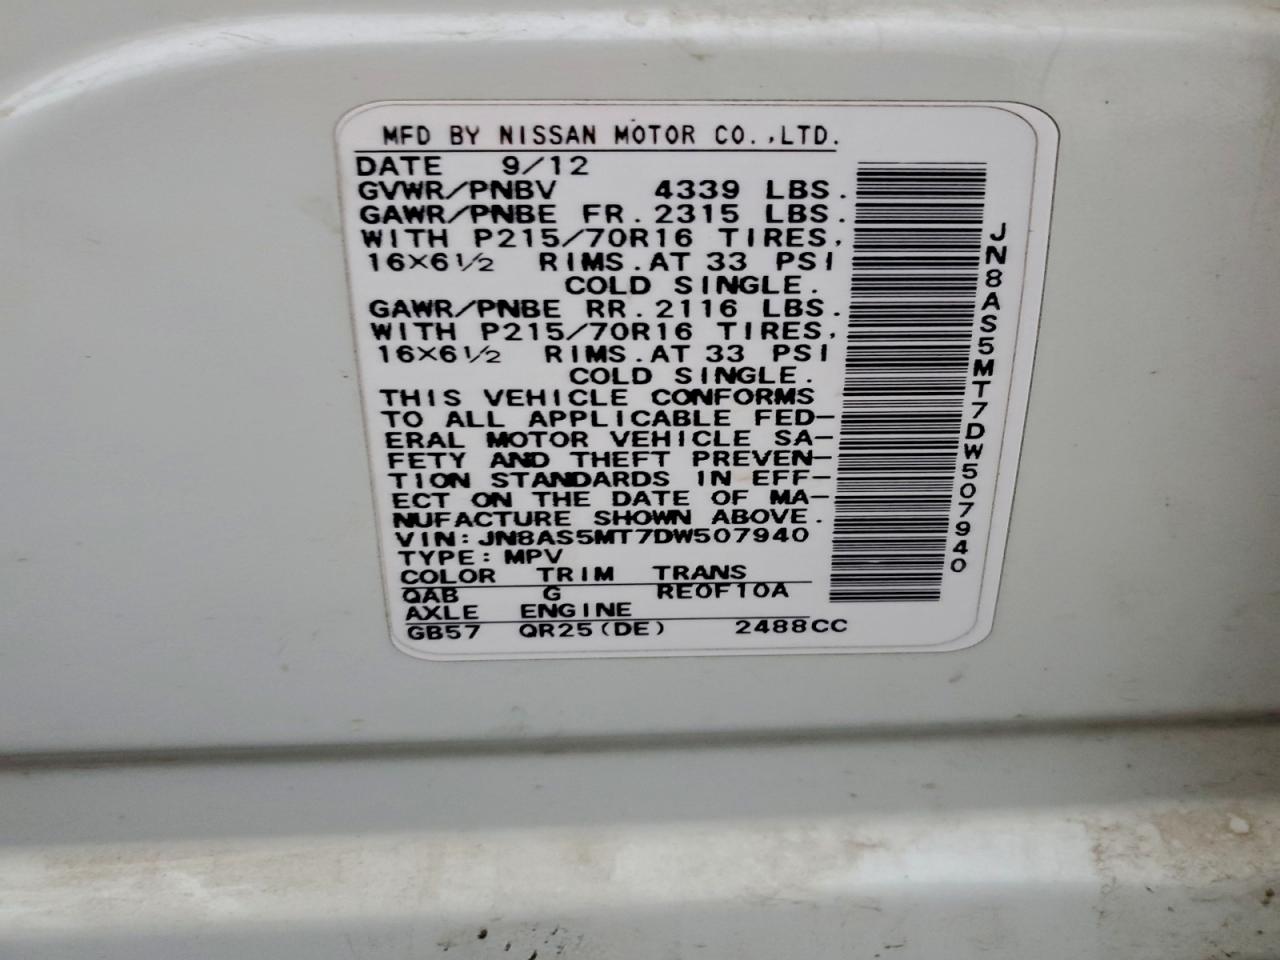 MFD BY NISSAN MOTOR CO.,LTD.
DATE 9/12
GVWR/PNBV 4339 LBS.
GAWR/PNBE FR. 2315 LBS.
WITH P215/70R16 TIRES,
16×6½ RIMS. AT 33 PSI
COLD SINGLE.
GAWR/PNBE RR. 2116 LBS.
WITH P215/70R16 TIRES,
16×6½ RIMS. AT 33 PSI
COLD SINGLE.
THIS VEHICLE CONFORMS
TO ALL APPLICABLE FED-
ERAL MOTOR VEHICLE SA-
FETY AND THEFT PREVEN-
TION STANDARDS IN EFF-
ECT ON THE DATE OF MA-
NUFACTURE SHOWN ABOVE.
VIN: JN8AS5MT7DW507940
TYPE: MPV
COLOR TRIM TRANS
QAB G RE0F10A
AXLE ENGINE
GB57 QR25(DE) 2488CC
JN8AS5MT7DW507940